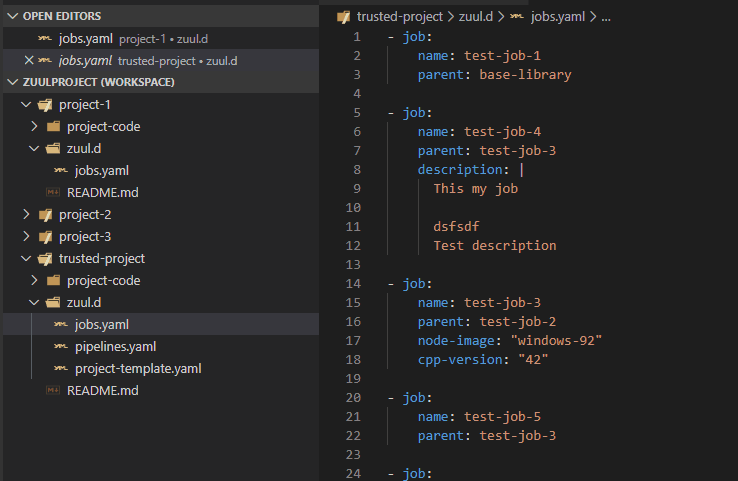 OPEN EDITORS
jobs.yaml project-1 • zuul.d
jobs.yaml trusted-project • zuul.d
ZUULPROJECT (WORKSPACE)
project-1
project-code
zuul.d
jobs.yaml
README.md
project-2
project-3
trusted-project
project-code
zuul.d
jobs.yaml
pipelines.yaml
project-template.yaml
README.md
trusted-project > zuul.d > jobs.yaml > ...
1 - job:
2 name: test-job-1
3 parent: base-library
4
5 - job:
6 name: test-job-4
7 parent: test-job-3
8 description: |
9 This my job
10
11 dsfsdf
12 Test description
13
14 - job:
15 name: test-job-3
16 parent: test-job-2
17 node-image: "windows-92"
18 cpp-version: "42"
19
20 - job:
21 name: test-job-5
22 parent: test-job-3
23
24 - job: